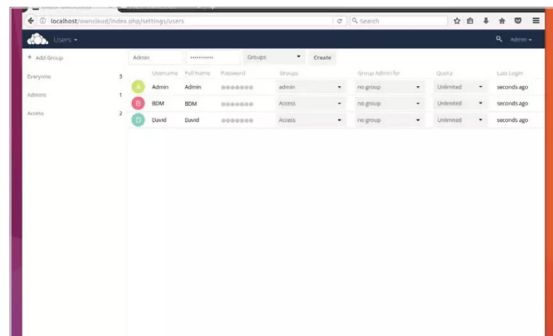 localhost/owncloud/index.php/settings/users
Search
Users
Admin
+ Add Group
Admin
Groups
Create
Username Full Name Password Groups Group Admin for Quota Last Login
Everyone 3
A Admin Admin admin no group Unlimited seconds ago
Admins 1
B BDM BDM Access no group Unlimited seconds ago
Access 2
D David David Access no group Unlimited seconds ago